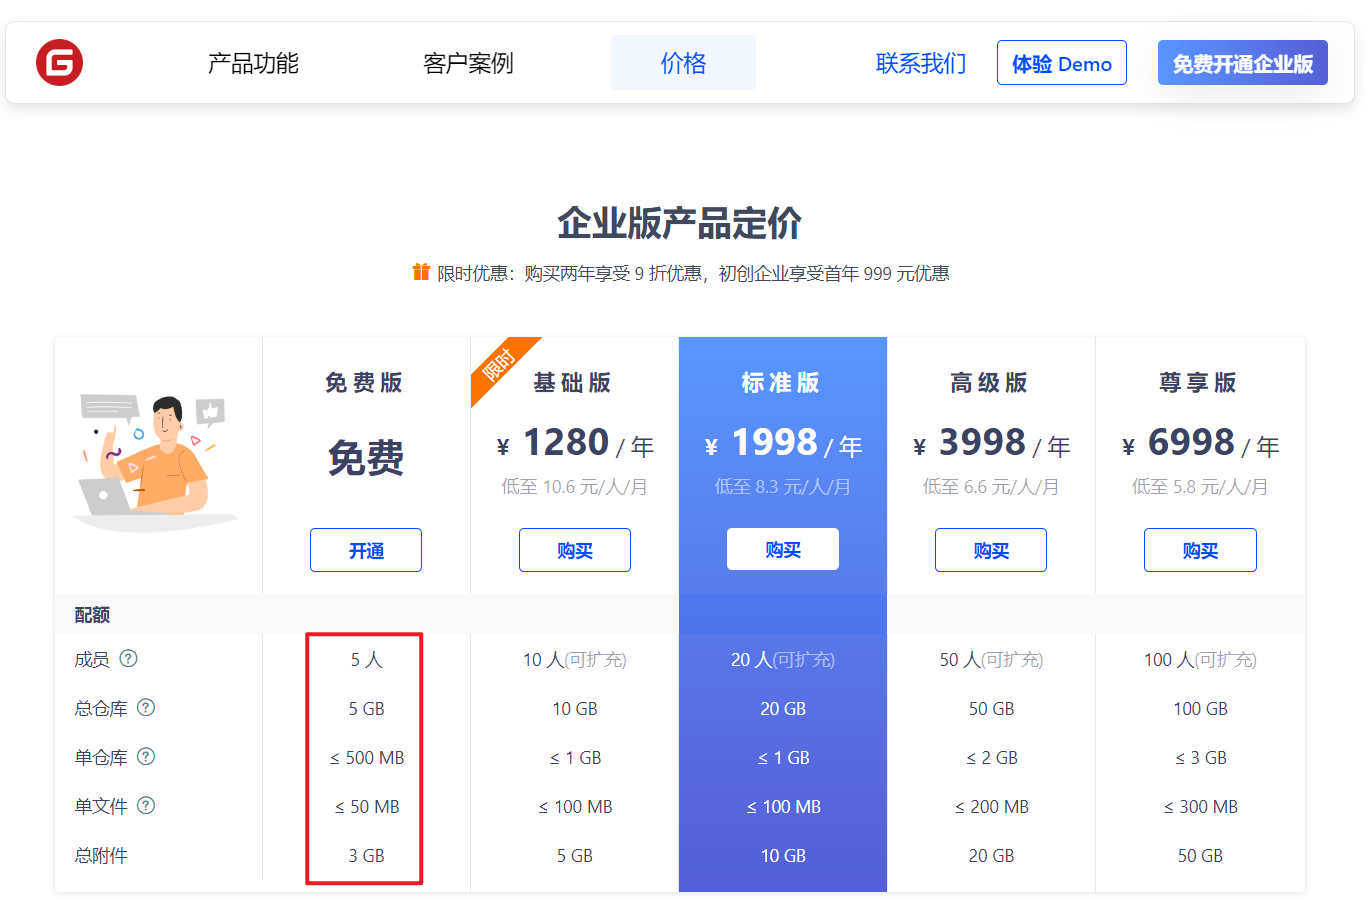 G
产品功能 客户案例 价格 联系我们 体验 Demo 免费开通企业版
企业版产品定价
限时优惠：购买两年享受 9 折优惠，初创企业享受首年 999 元优惠
限时
免费版 基础版 标准版 高级版 尊享版
免费 ¥ 1280 / 年 ¥ 1998 / 年 ¥ 3998 / 年 ¥ 6998 / 年
低至 10.6 元/人/月 低至 8.3 元/人/月 低至 6.6 元/人/月 低至 5.8 元/人/月
开通 购买 购买 购买 购买
配额
成员 ? 5 人 10 人(可扩充) 20 人(可扩充) 50 人(可扩充) 100 人(可扩充)
总仓库 ? 5 GB 10 GB 20 GB 50 GB 100 GB
单仓库 ? ≤ 500 MB ≤ 1 GB ≤ 1 GB ≤ 2 GB ≤ 3 GB
单文件 ? ≤ 50 MB ≤ 100 MB ≤ 100 MB ≤ 200 MB ≤ 300 MB
总附件 3 GB 5 GB 10 GB 20 GB 50 GB